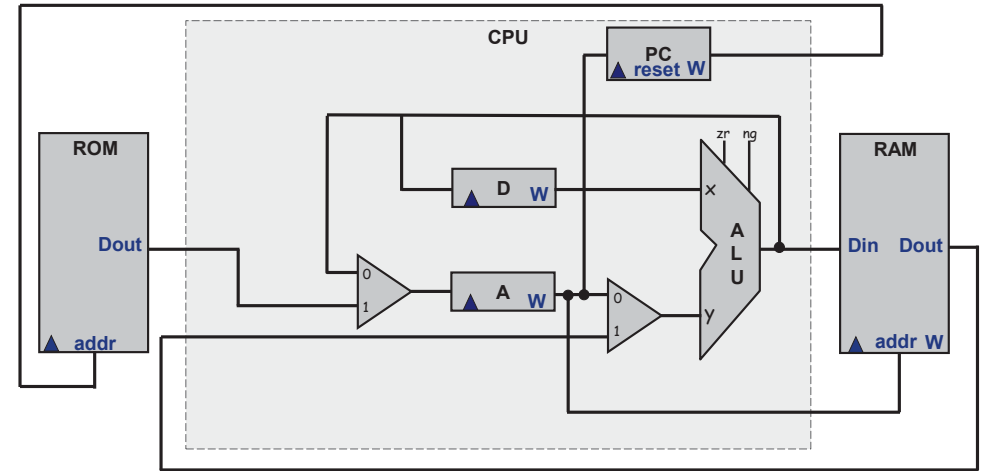 CPU
PC
reset W
zr ng
ROM
RAM
D W
x
A
L
U
Dout
Din Dout
0
1
A W
0
1
y
addr
addr W